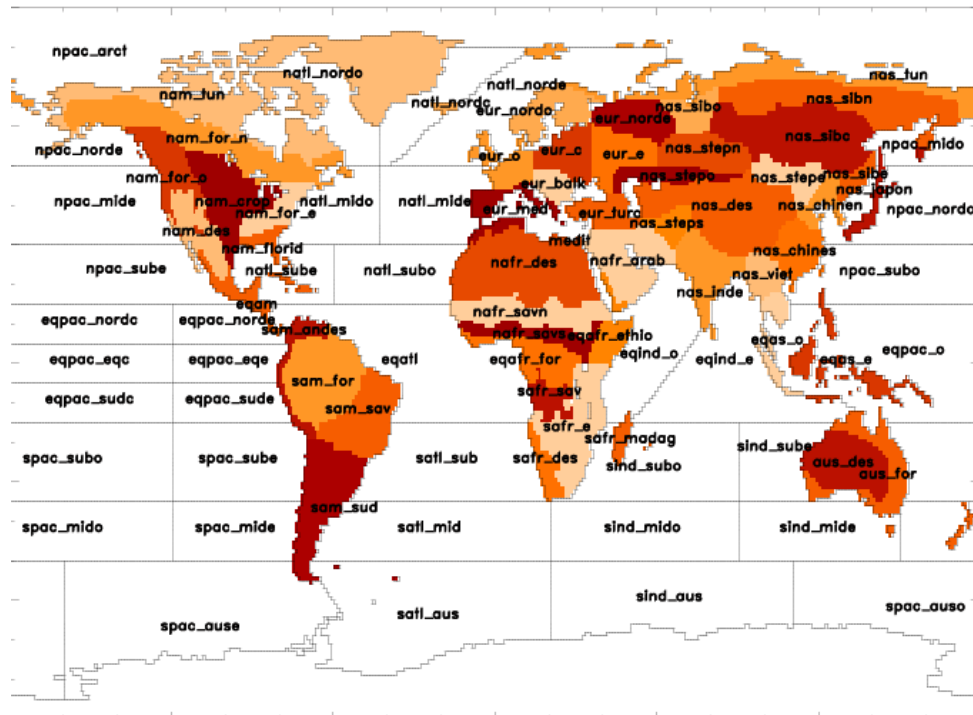 npac_arct
natl_nordo
nas_tun
natl_norde
nam_tun
nas_sibn
natl_nordc
nas_sibo
eur_nordo
eur_norde
nas_sibc
nam_for_n
npac_mido
npac_norde
nas_stepn
eur_c
eur_e
eur_o
nam_for_o
nas_stepo
nas_stepe
nas_sibe
eur_balk
nas_japon
npac_mide
nam_crop
natl_mido
natl_mide
nas_des
nas_chinen
npac_nordo
eur_med
nam_for_e
eur_turc
nas_steps
nam_des
medit
nam_florid
nas_chines
nafr_des
nafr_arab
npac_sube
natl_sube
natl_subo
nas_viet
npac_subo
nas_inde
eqam
nafr_savn
eqpac_nordc
eqpac_norde
sam_andes
nafr_savs
eqafr_ethio
eqas_o
eqpac_o
eqpac_eqc
eqpac_eqe
eqatl
eqafr_for
eqind_o
eqind_e
eqas_e
sam_for
safr_sav
eqpac_sudc
eqpac_sude
sam_sav
safr_e
safr_madag
sind_sube
spac_subo
spac_sube
satl_sub
safr_des
sind_subo
aus_des
aus_for
sam_sud
spac_mido
spac_mide
satl_mid
sind_mido
sind_mide
sind_aus
spac_auso
satl_aus
spac_ause